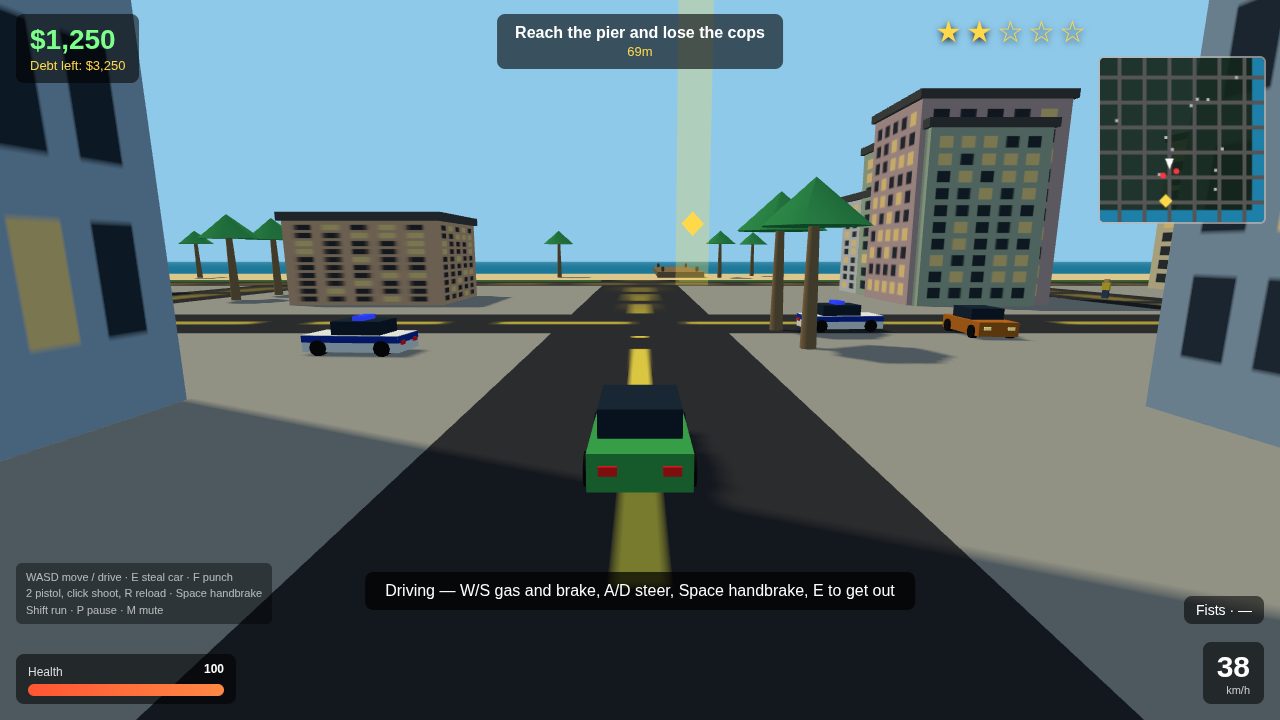 $1,250
Debt left: $3,250
Reach the pier and lose the cops
69m
WASD move / drive · E steal car · F punch
2 pistol, click shoot, R reload · Space handbrake
Shift run · P pause · M mute
Driving — W/S gas and brake, A/D steer, Space handbrake, E to get out
Fists · —
Health 100
38
km/h